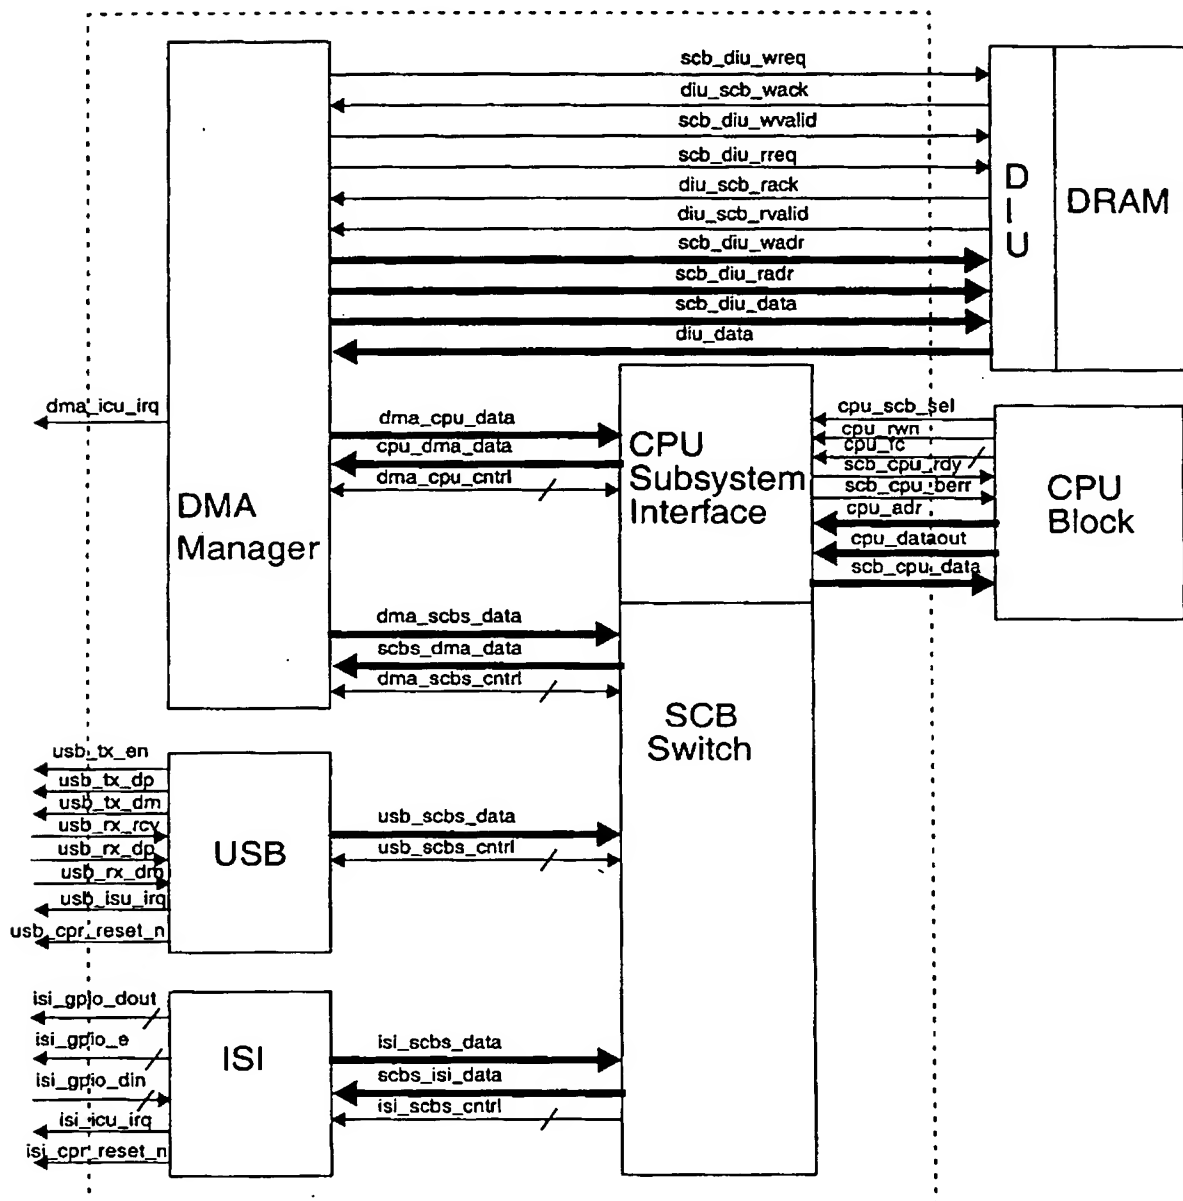 scb_diu_wreq
diu_scb_wack
scb_diu_wvalid
scb_diu_rreq
diu_scb_rack
diu_scb_rvalid
scb_diu_wadr
scb_diu_radr
scb_diu_data
diu_data
D
I
U
DRAM
dma_icu_irq
DMA
Manager
dma_cpu_data
cpu_dma_data
dma_cpu_cntrl
CPU
Subsystem
Interface
cpu_scb_sel
cpu_rwn
cpu_fc
scb_cpu_rdy
scb_cpu_berr
cpu_adr
cpu_dataout
scb_cpu_data
CPU
Block
dma_scbs_data
scbs_dma_data
dma_scbs_cntrl
SCB
Switch
usb_tx_en
usb_tx_dp
usb_tx_dm
usb_rx_rcv
usb_rx_dp
usb_rx_dm
usb_isu_irq
usb_cpr_reset_n
USB
usb_scbs_data
usb_scbs_cntrl
isi_gpio_dout
isi_gpio_e
isi_gpio_din
isi_icu_irq
isi_cpr_reset_n
ISI
isi_scbs_data
scbs_isi_data
isi_scbs_cntrl